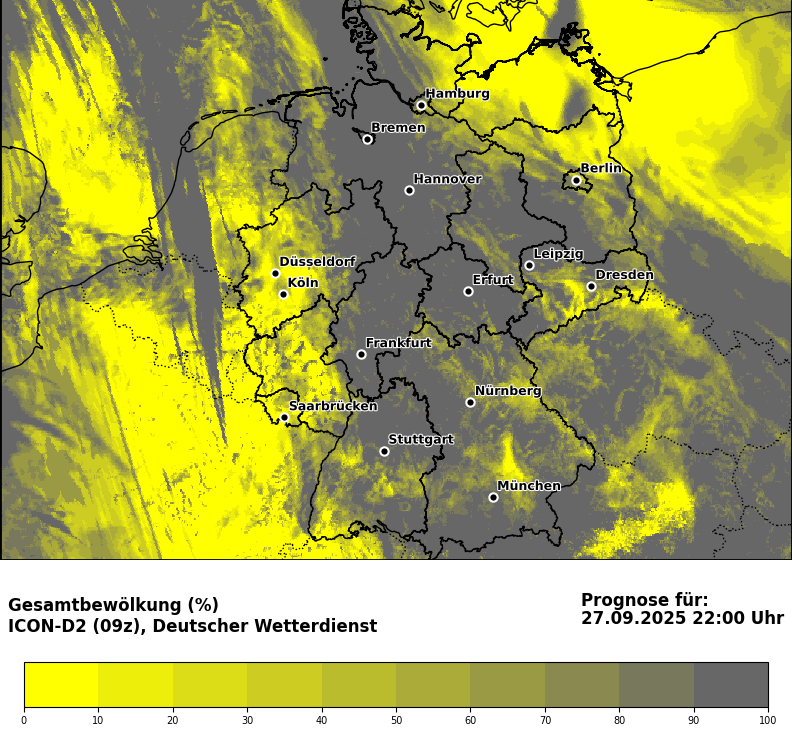 Hamburg
Bremen
Berlin
Hannover
Leipzig
Düsseldorf
Dresden
Köln
Erfurt
Frankfurt
Nürnberg
Saarbrücken
Stuttgart
München
Gesamtbewölkung (%)
ICON-D2 (09z), Deutscher Wetterdienst
Prognose für:
27.09.2025 22:00 Uhr
0 10 20 30 40 50 60 70 80 90 100